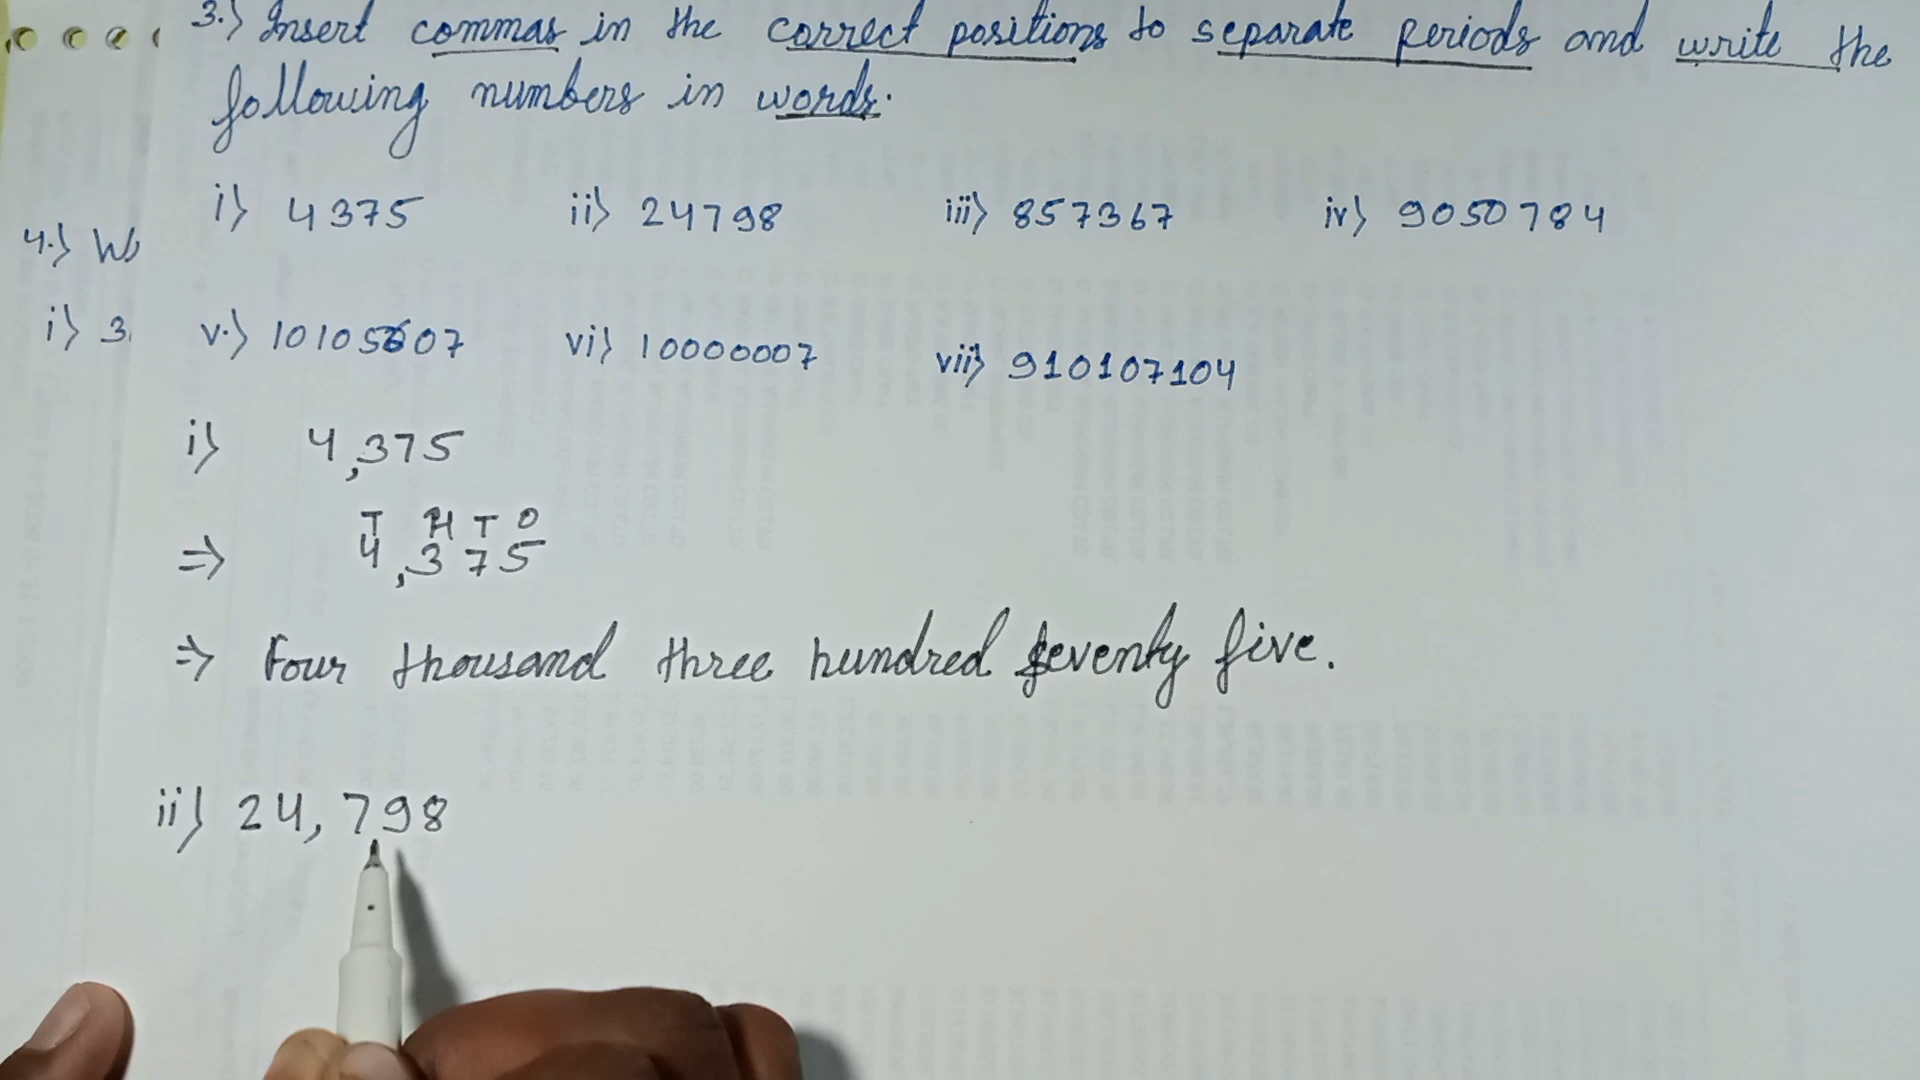 3.) Insert commas in the correct positions to separate periods and write the
following numbers in words.
i) 4375 ii) 24798 iii) 857367 iv) 9050784
4.)
i) 3
v.) 10105607 vi) 10000007 vii) 910107104
i) 4,375
T H T O
⇒ 4,375
⇒ Four thousand three hundred seventy five.
ii) 24,798